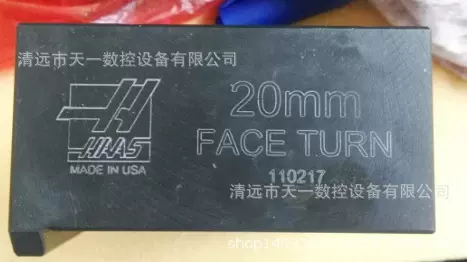 清远市天一数控设备有限公司
HAAS
MADE IN USA
20mm
FACE TURN
110217
清远市天一数控设备有限公司